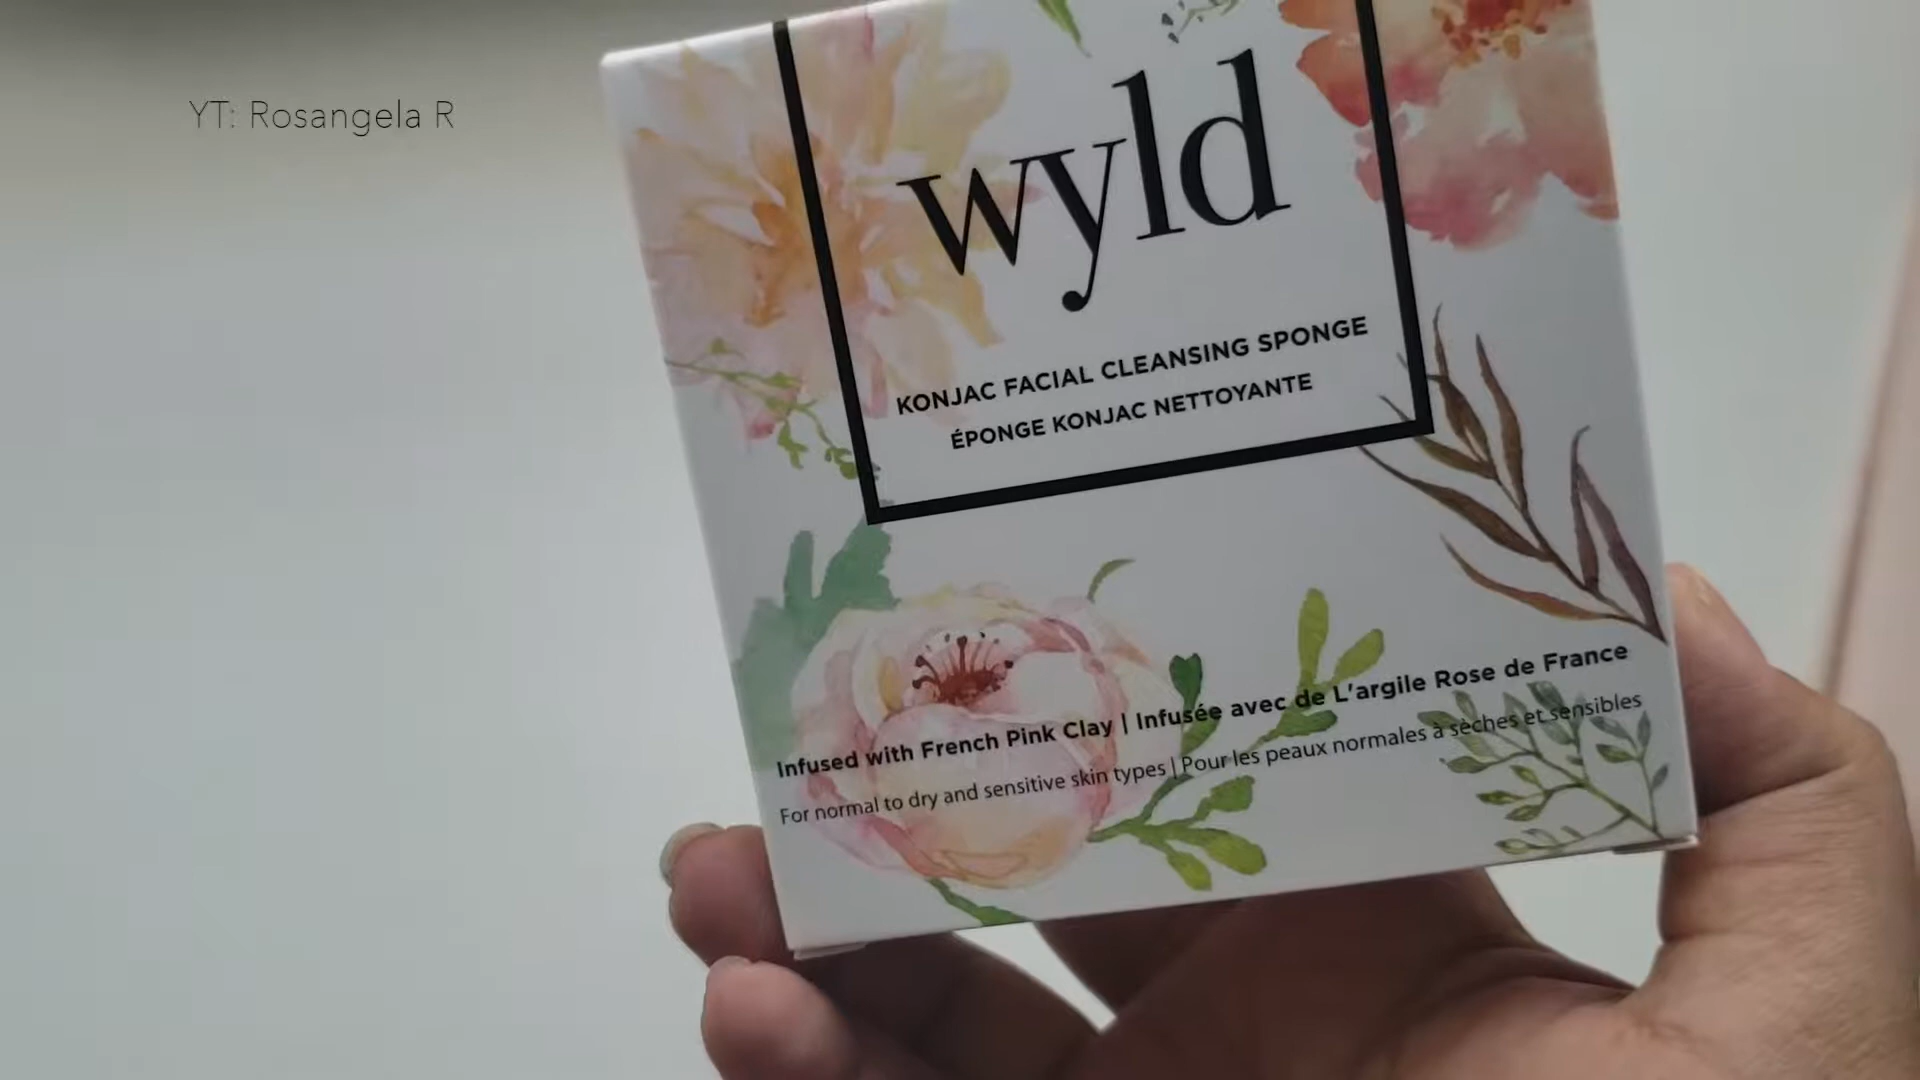 YT: Rosangela R
wyld
KONJAC FACIAL CLEANSING SPONGE
ÉPONGE KONJAC NETTOYANTE
Infused with French Pink Clay | Infusée avec de L'argile Rose de France
For normal to dry and sensitive skin types | Pour les peaux normales à sèches et sensibles